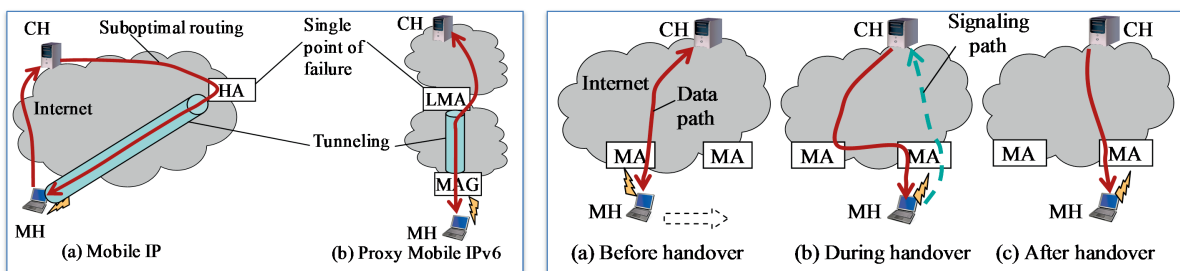 CH
Suboptimal routing
Single
point of
failure
HA
Internet
Tunneling
MH
(a) Mobile IP
CH
LMA
MAG
MH
(b) Proxy Mobile IPv6
CH
Internet
Data
path
MA
MA
MH
(a) Before handover
CH
Signaling
path
MA
MA
MH
(b) During handover
CH
MA
MA
MH
(c) After handover